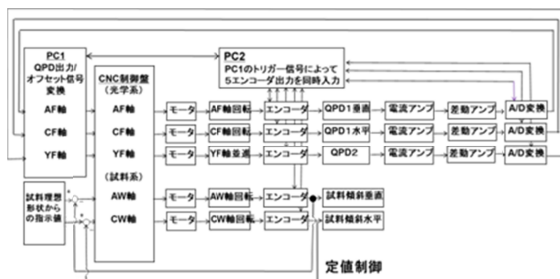 PC1
QPD出力/
オフセット信号
変換
AF軸
CF軸
YF軸
CNC制御盤
(光学系)
AF軸
CF軸
YF軸
(試料系)
AW軸
CW軸
PC2
PC1のトリガー信号によって
5エンコーダ出力を同時入力
モータ
AF軸回転
エンコーダ
QPD1垂直
電流アンプ
差動アンプ
A/D変換
モータ
CF軸回転
エンコーダ
QPD1水平
電流アンプ
差動アンプ
A/D変換
モータ
YF軸並進
エンコーダ
QPD2
電流アンプ
差動アンプ
A/D変換
試料理想
形状から
の指示値
モータ
AW軸回転
エンコーダ
試料傾斜垂直
モータ
CW軸回転
エンコーダ
試料傾斜水平
定値制御